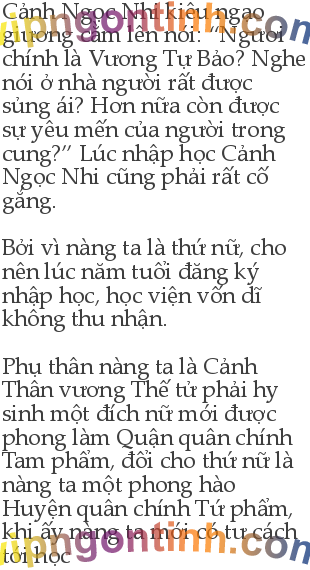 Cảnh Ngọc Nhi kiêu ngạo
giương cằm lên nói: “Ngươi
chính là Vương Tự Bảo? Nghe
nói ở nhà ngươi rất được
sủng ái? Hơn nữa còn được
sự yêu mến của người trong
cung?” Lúc nhập học Cảnh
Ngọc Nhi cũng phải rất cố
gắng.
Bởi vì nàng ta là thứ nữ, cho
nên lúc năm tuổi đăng ký
nhập học, học viện vốn dĩ
không thu nhận.
Phụ thân nàng ta là Cảnh
Thân vương Thế tử phải hy
sinh một đích nữ mới được
phong làm Quận quân chính
Tam phẩm, đổi cho thứ nữ là
nàng ta một phong hào
Huyện quân chính Tứ phẩm,
khi ấy nàng ta mới có tư cách
tới học